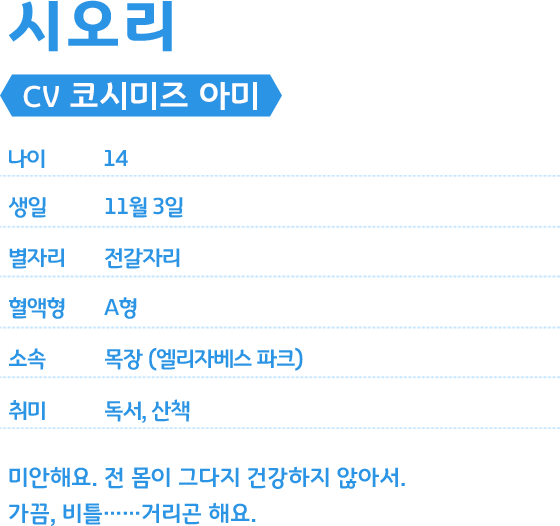 시오리
CV 코시미즈 아미
나이 14
생일 11월 3일
별자리 전갈자리
혈액형 A형
소속 목장 (엘리자베스 파크)
취미 독서, 산책
미안해요. 전 몸이 그다지 건강하지 않아서.
가끔, 비틀……거리곤 해요.